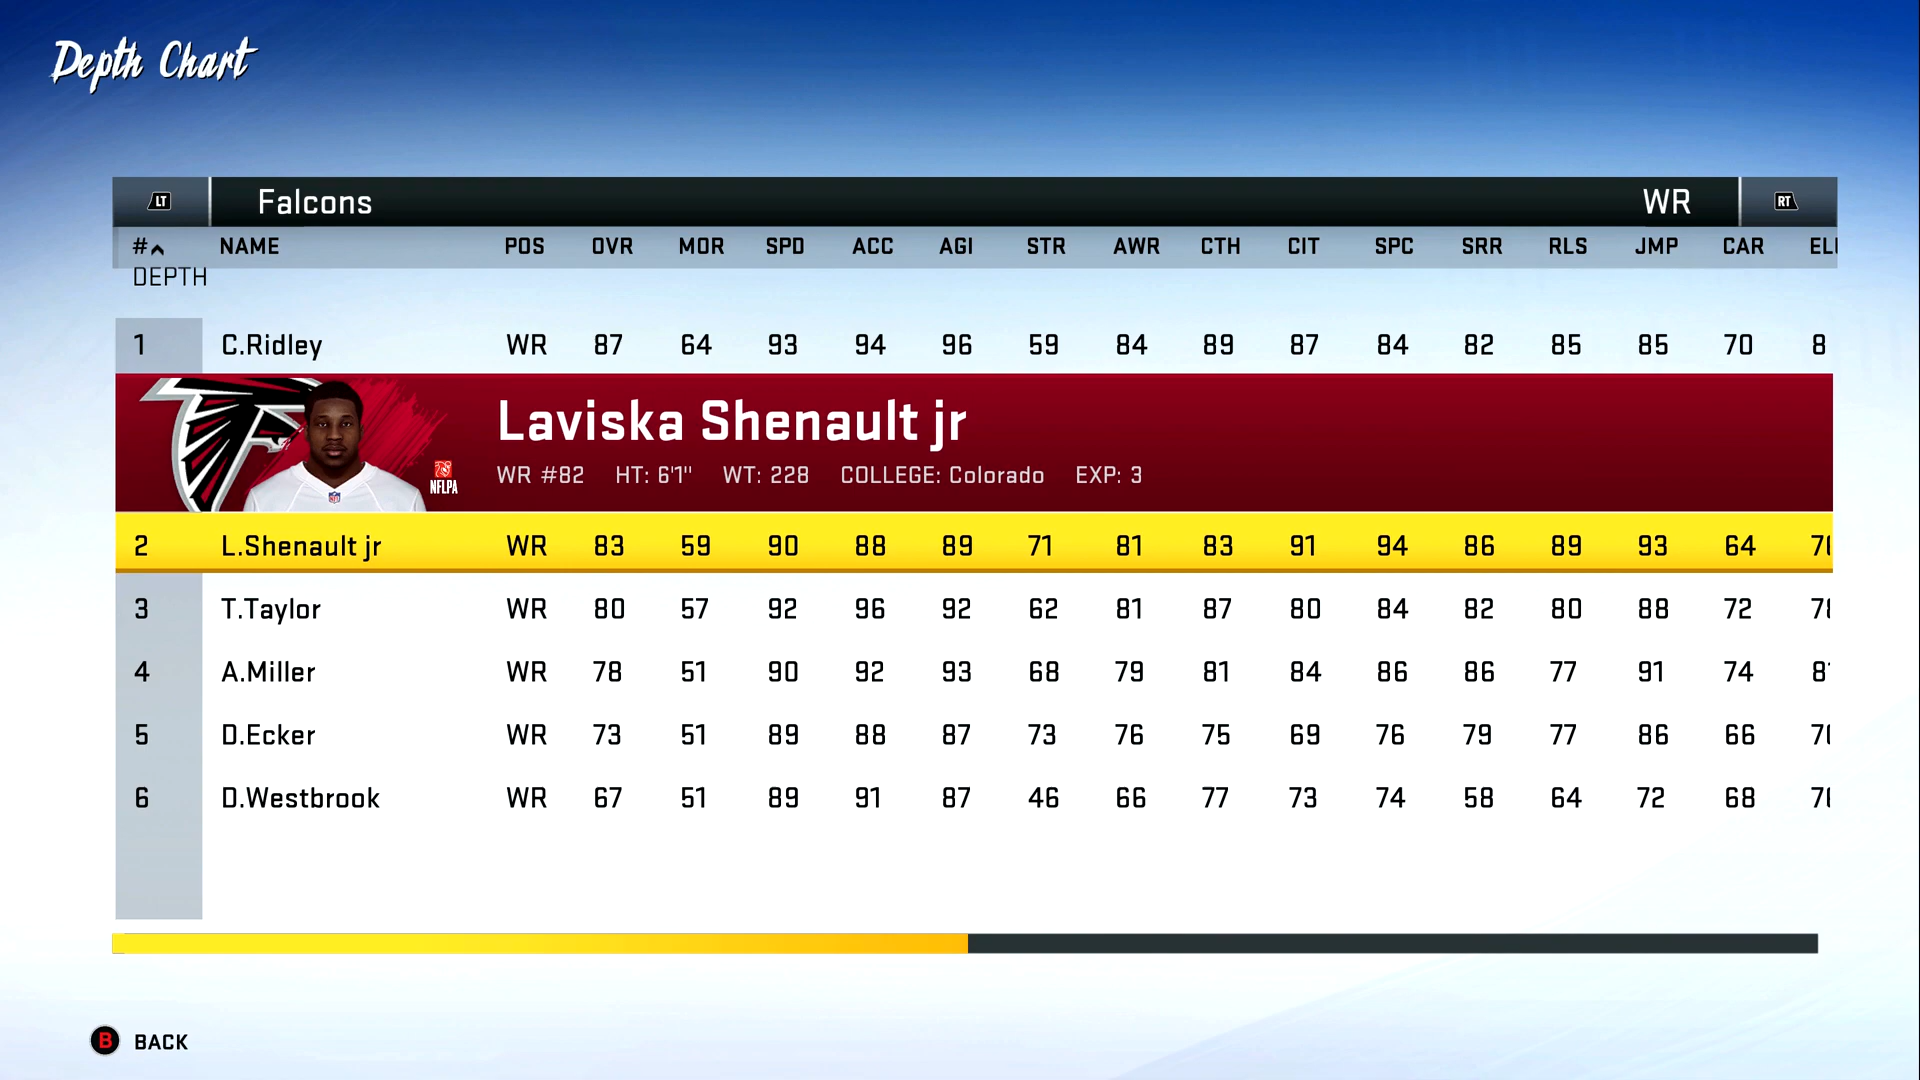 Depth Chart
LT Falcons WR RT
# NAME POS OVR MOR SPD ACC AGI STR AWR CTH CIT SPC SRR RLS JMP CAR
DEPTH
1 C.Ridley WR 87 64 93 94 96 59 84 89 87 84 82 85 85 70 8
Laviska Shenault jr
WR #82 HT: 6'1" WT: 228 COLLEGE: Colorado EXP: 3
NFLPA
2 L.Shenault jr WR 83 59 90 88 89 71 81 83 91 94 86 89 93 64
3 T.Taylor WR 80 57 92 96 92 62 81 87 80 84 82 80 88 72
4 A.Miller WR 78 51 90 92 93 68 79 81 84 86 86 77 91 74
5 D.Ecker WR 73 51 89 88 87 73 76 75 69 76 79 77 86 66
6 D.Westbrook WR 67 51 89 91 87 46 66 77 73 74 58 64 72 68
B BACK